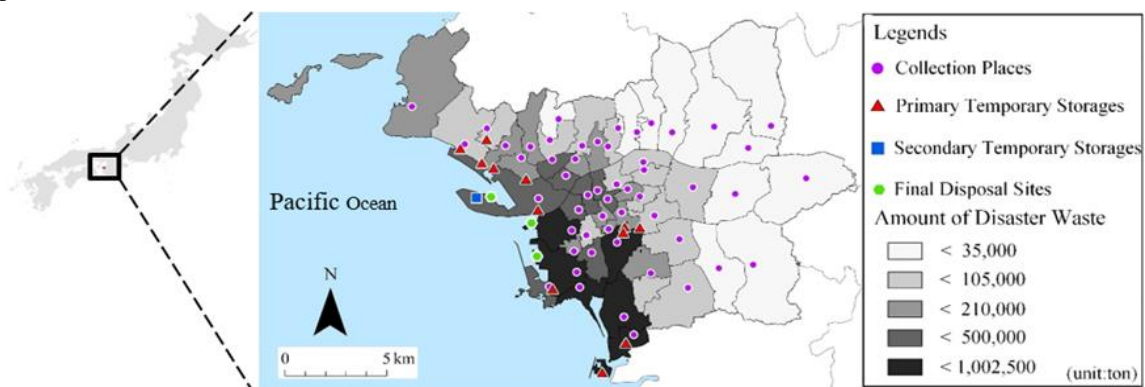 Pacific Ocean
N
0 5 km
Legends
Collection Places
Primary Temporary Storages
Secondary Temporary Storages
Final Disposal Sites
Amount of Disaster Waste
< 35,000
< 105,000
< 210,000
< 500,000
< 1,002,500
(unit:ton)